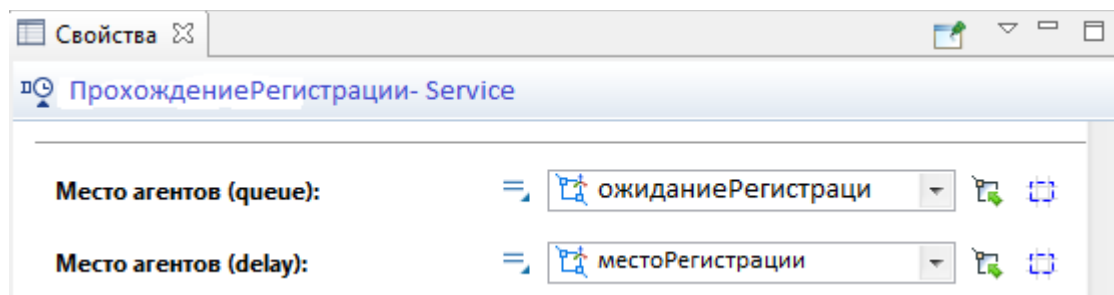 Свойства
ПрохождениеРегистрации- Service
Место агентов (queue): ожиданиеРегистраци
Место агентов (delay): местоРегистрации